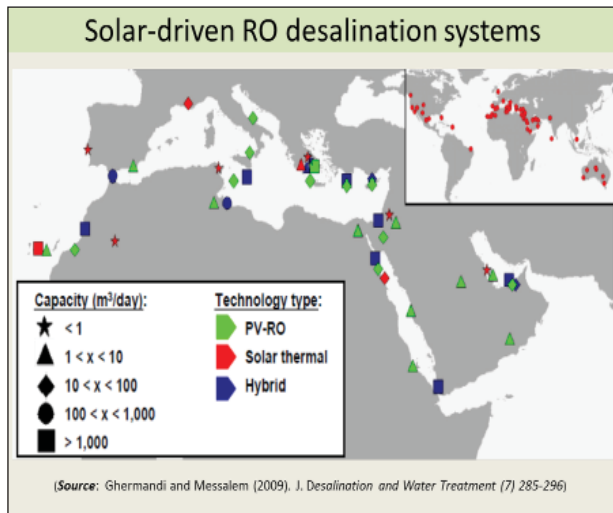 Solar-driven RO desalination systems
Capacity (m³/day):
< 1
1 < x < 10
10 < x < 100
100 < x < 1,000
> 1,000
Technology type:
PV-RO
Solar thermal
Hybrid
(Source: Ghermandi and Messalem (2009). J. Desalination and Water Treatment (7) 285-296)